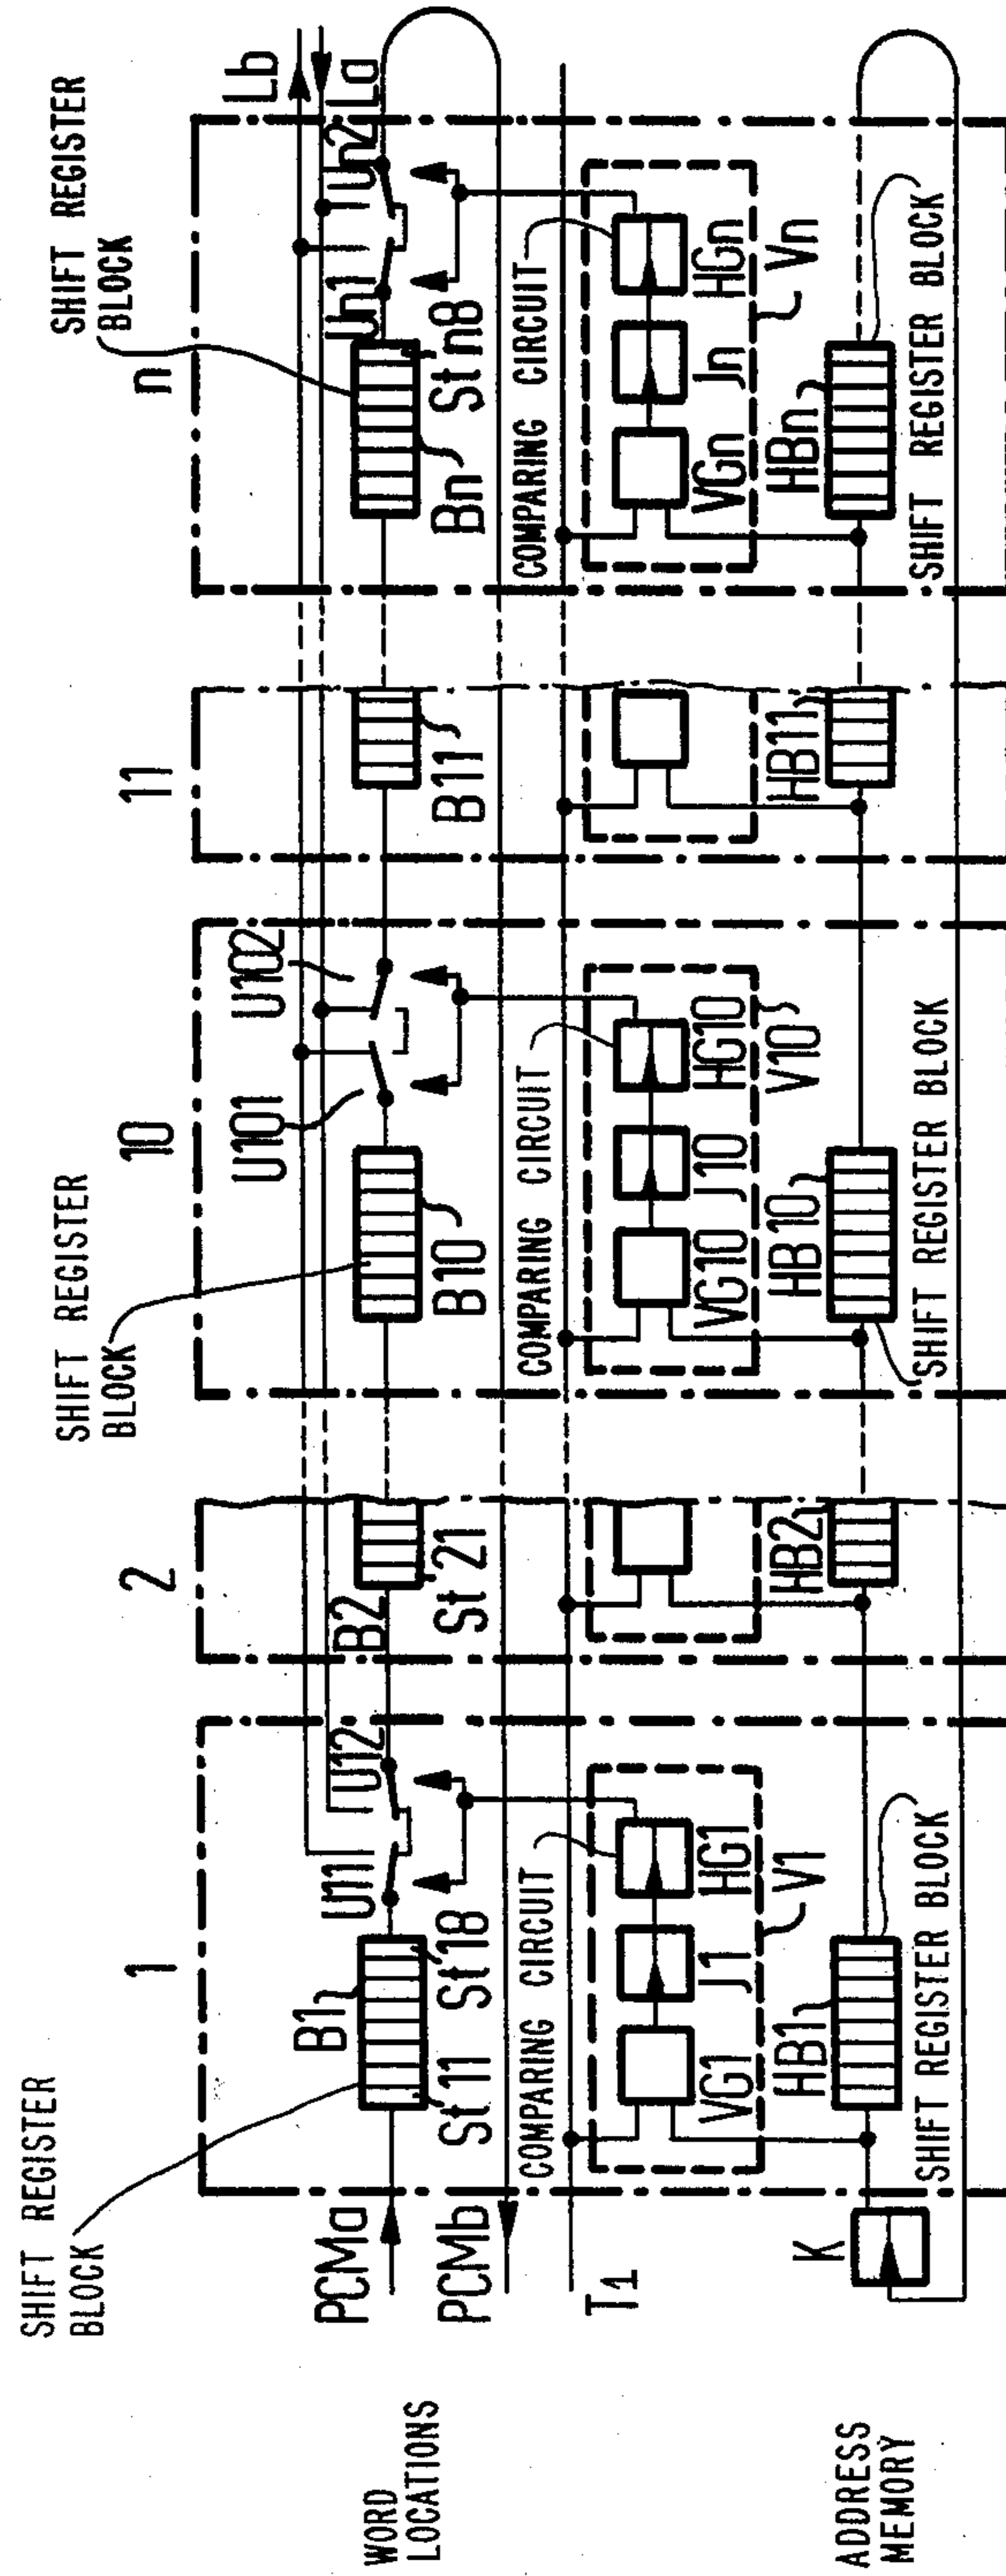 SHIFT REGISTER
BLOCK
SHIFT REGISTER
BLOCK
SHIFT REGISTER
BLOCK
1
2
10
11
n
Lb
La
B1
U11
U12
B2
U101
U102
Un1
Un2
PCMa
St 11
St 18
St 21
B10
B11
Bn
St n8
WORD
LOCATIONS
PCMb
COMPARING CIRCUIT
COMPARING CIRCUIT
COMPARING CIRCUIT
T1
VG1
J1
HG1
V1
VG10
J10
HG10
V10
VGn
Jn
HGn
Vn
K
HB1
HB2
HB 10
HB11
HBn
ADDRESS
MEMORY
SHIFT REGISTER BLOCK
SHIFT REGISTER BLOCK
SHIFT REGISTER BLOCK